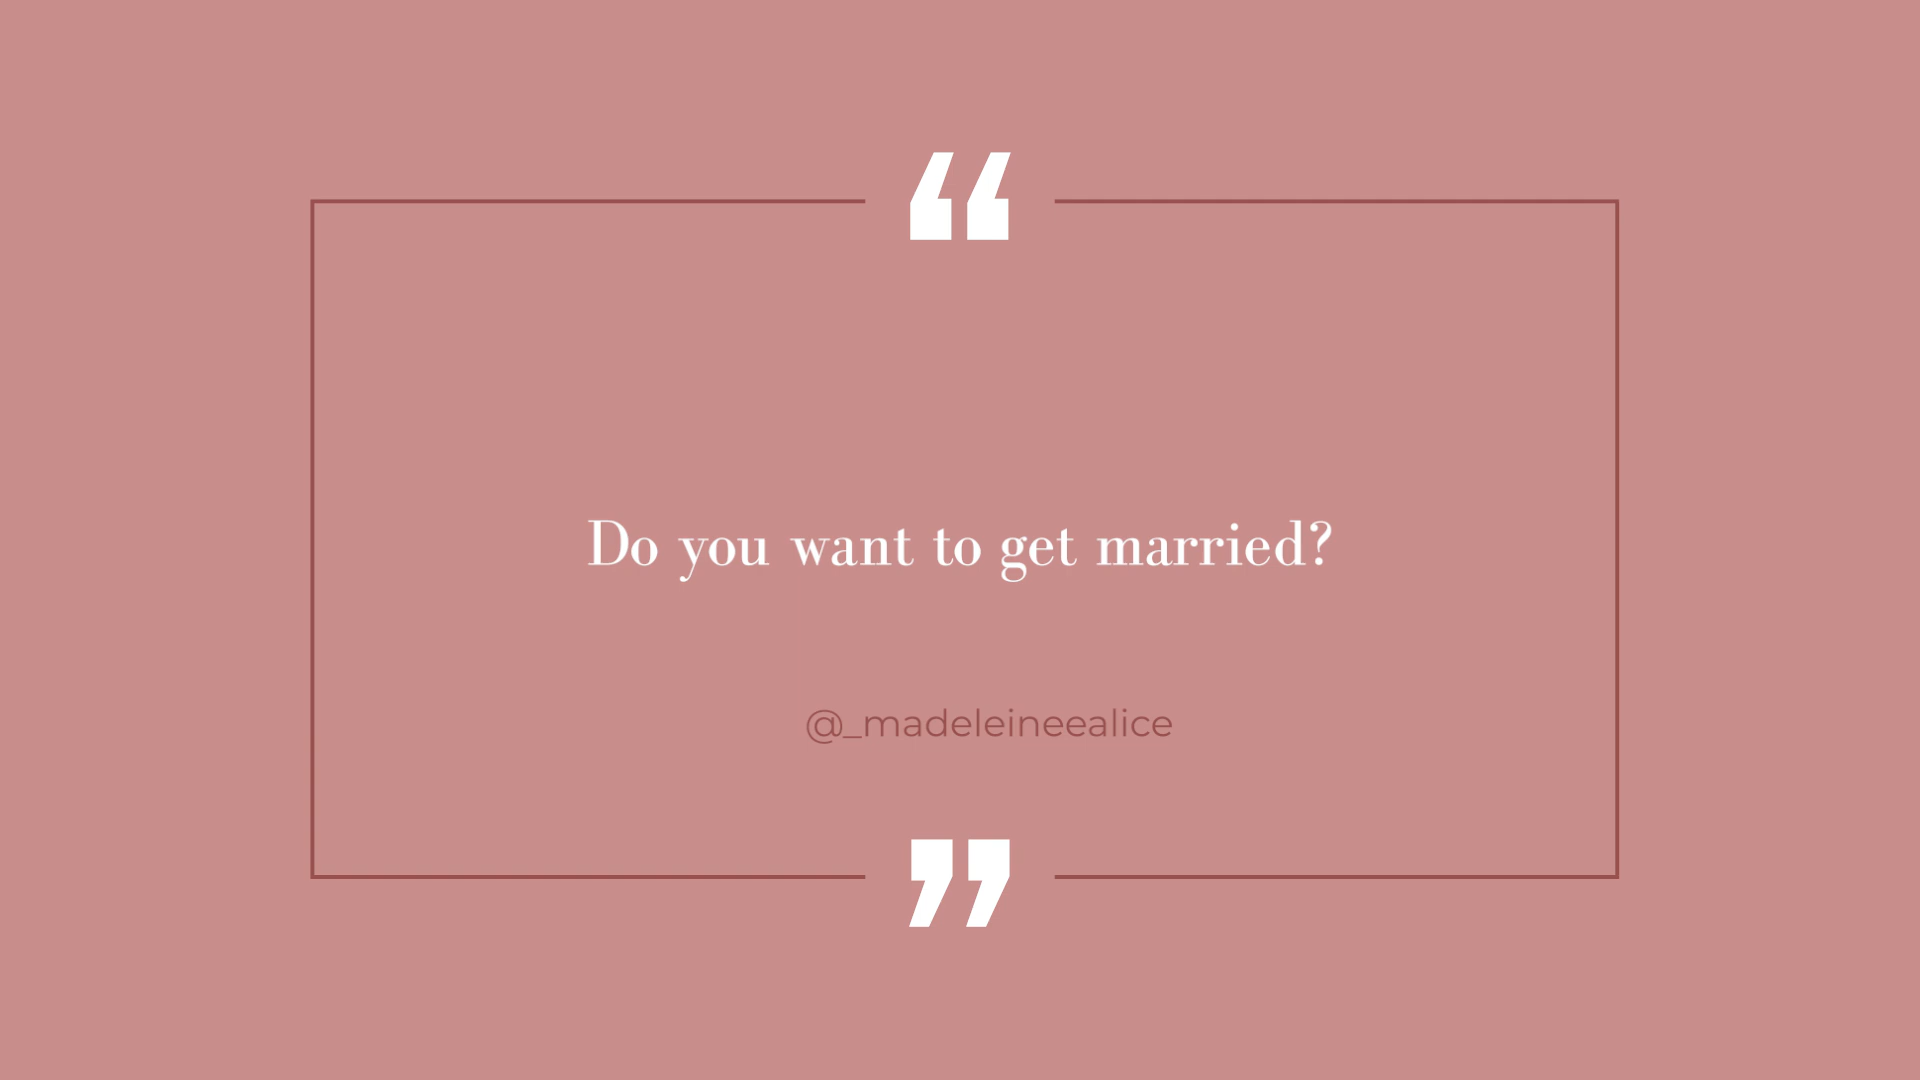 “
Do you want to get married?
@_madeleineealice
”